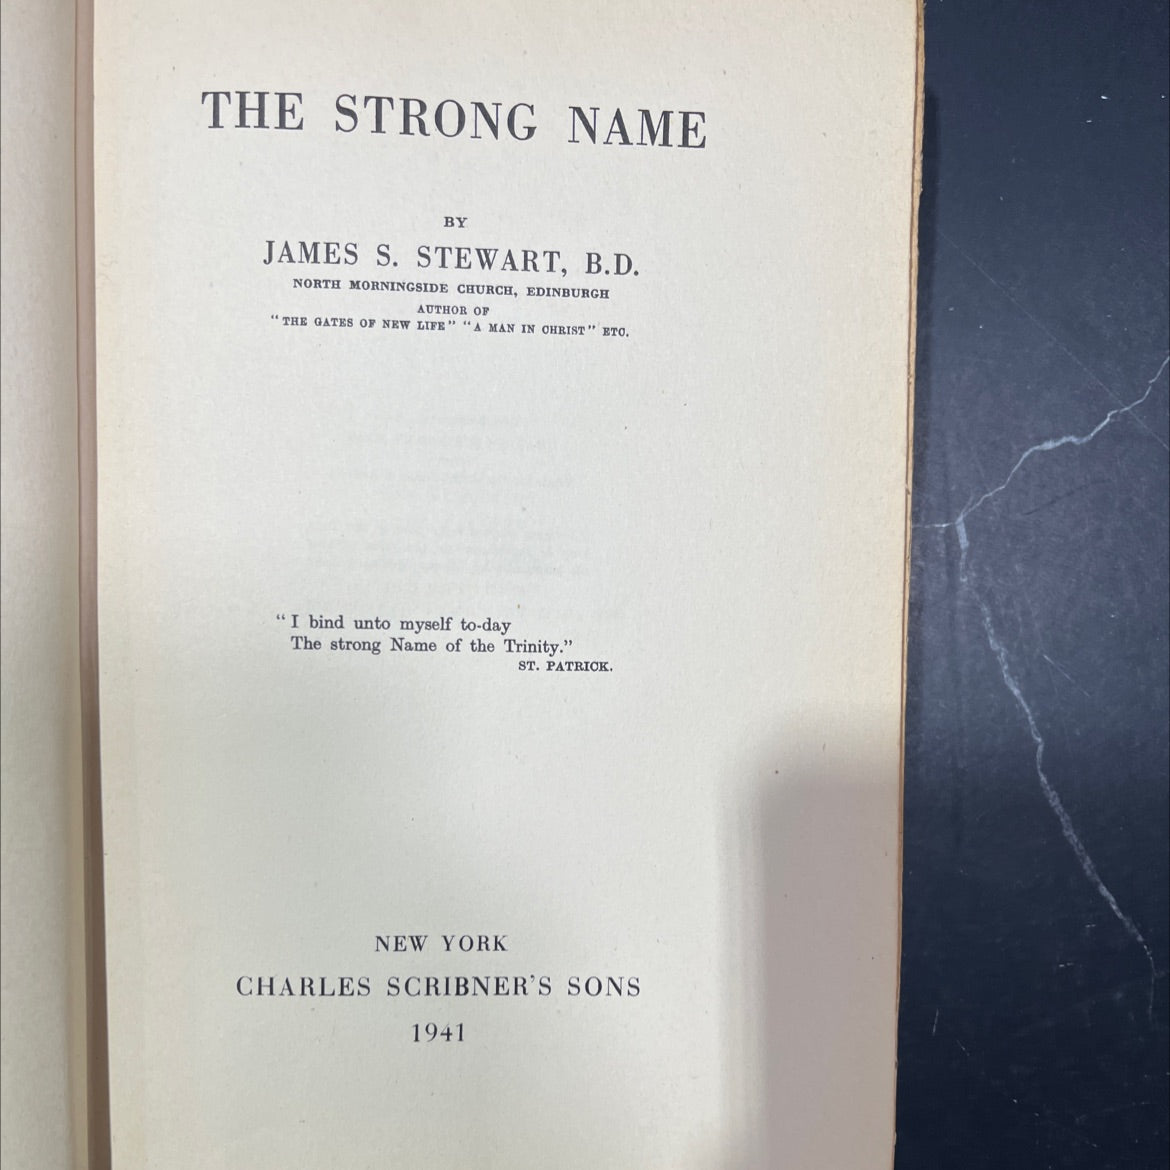 THE STRONG NAME
BY
JAMES S. STEWART, B.D.
NORTH MORNINGSIDE CHURCH, EDINBURGH
AUTHOR OF
“THE GATES OF NEW LIFE” “A MAN IN CHRIST” ETC.
“I bind unto myself to-day
The strong Name of the Trinity.”
ST. PATRICK.
NEW YORK
CHARLES SCRIBNER'S SONS
1941